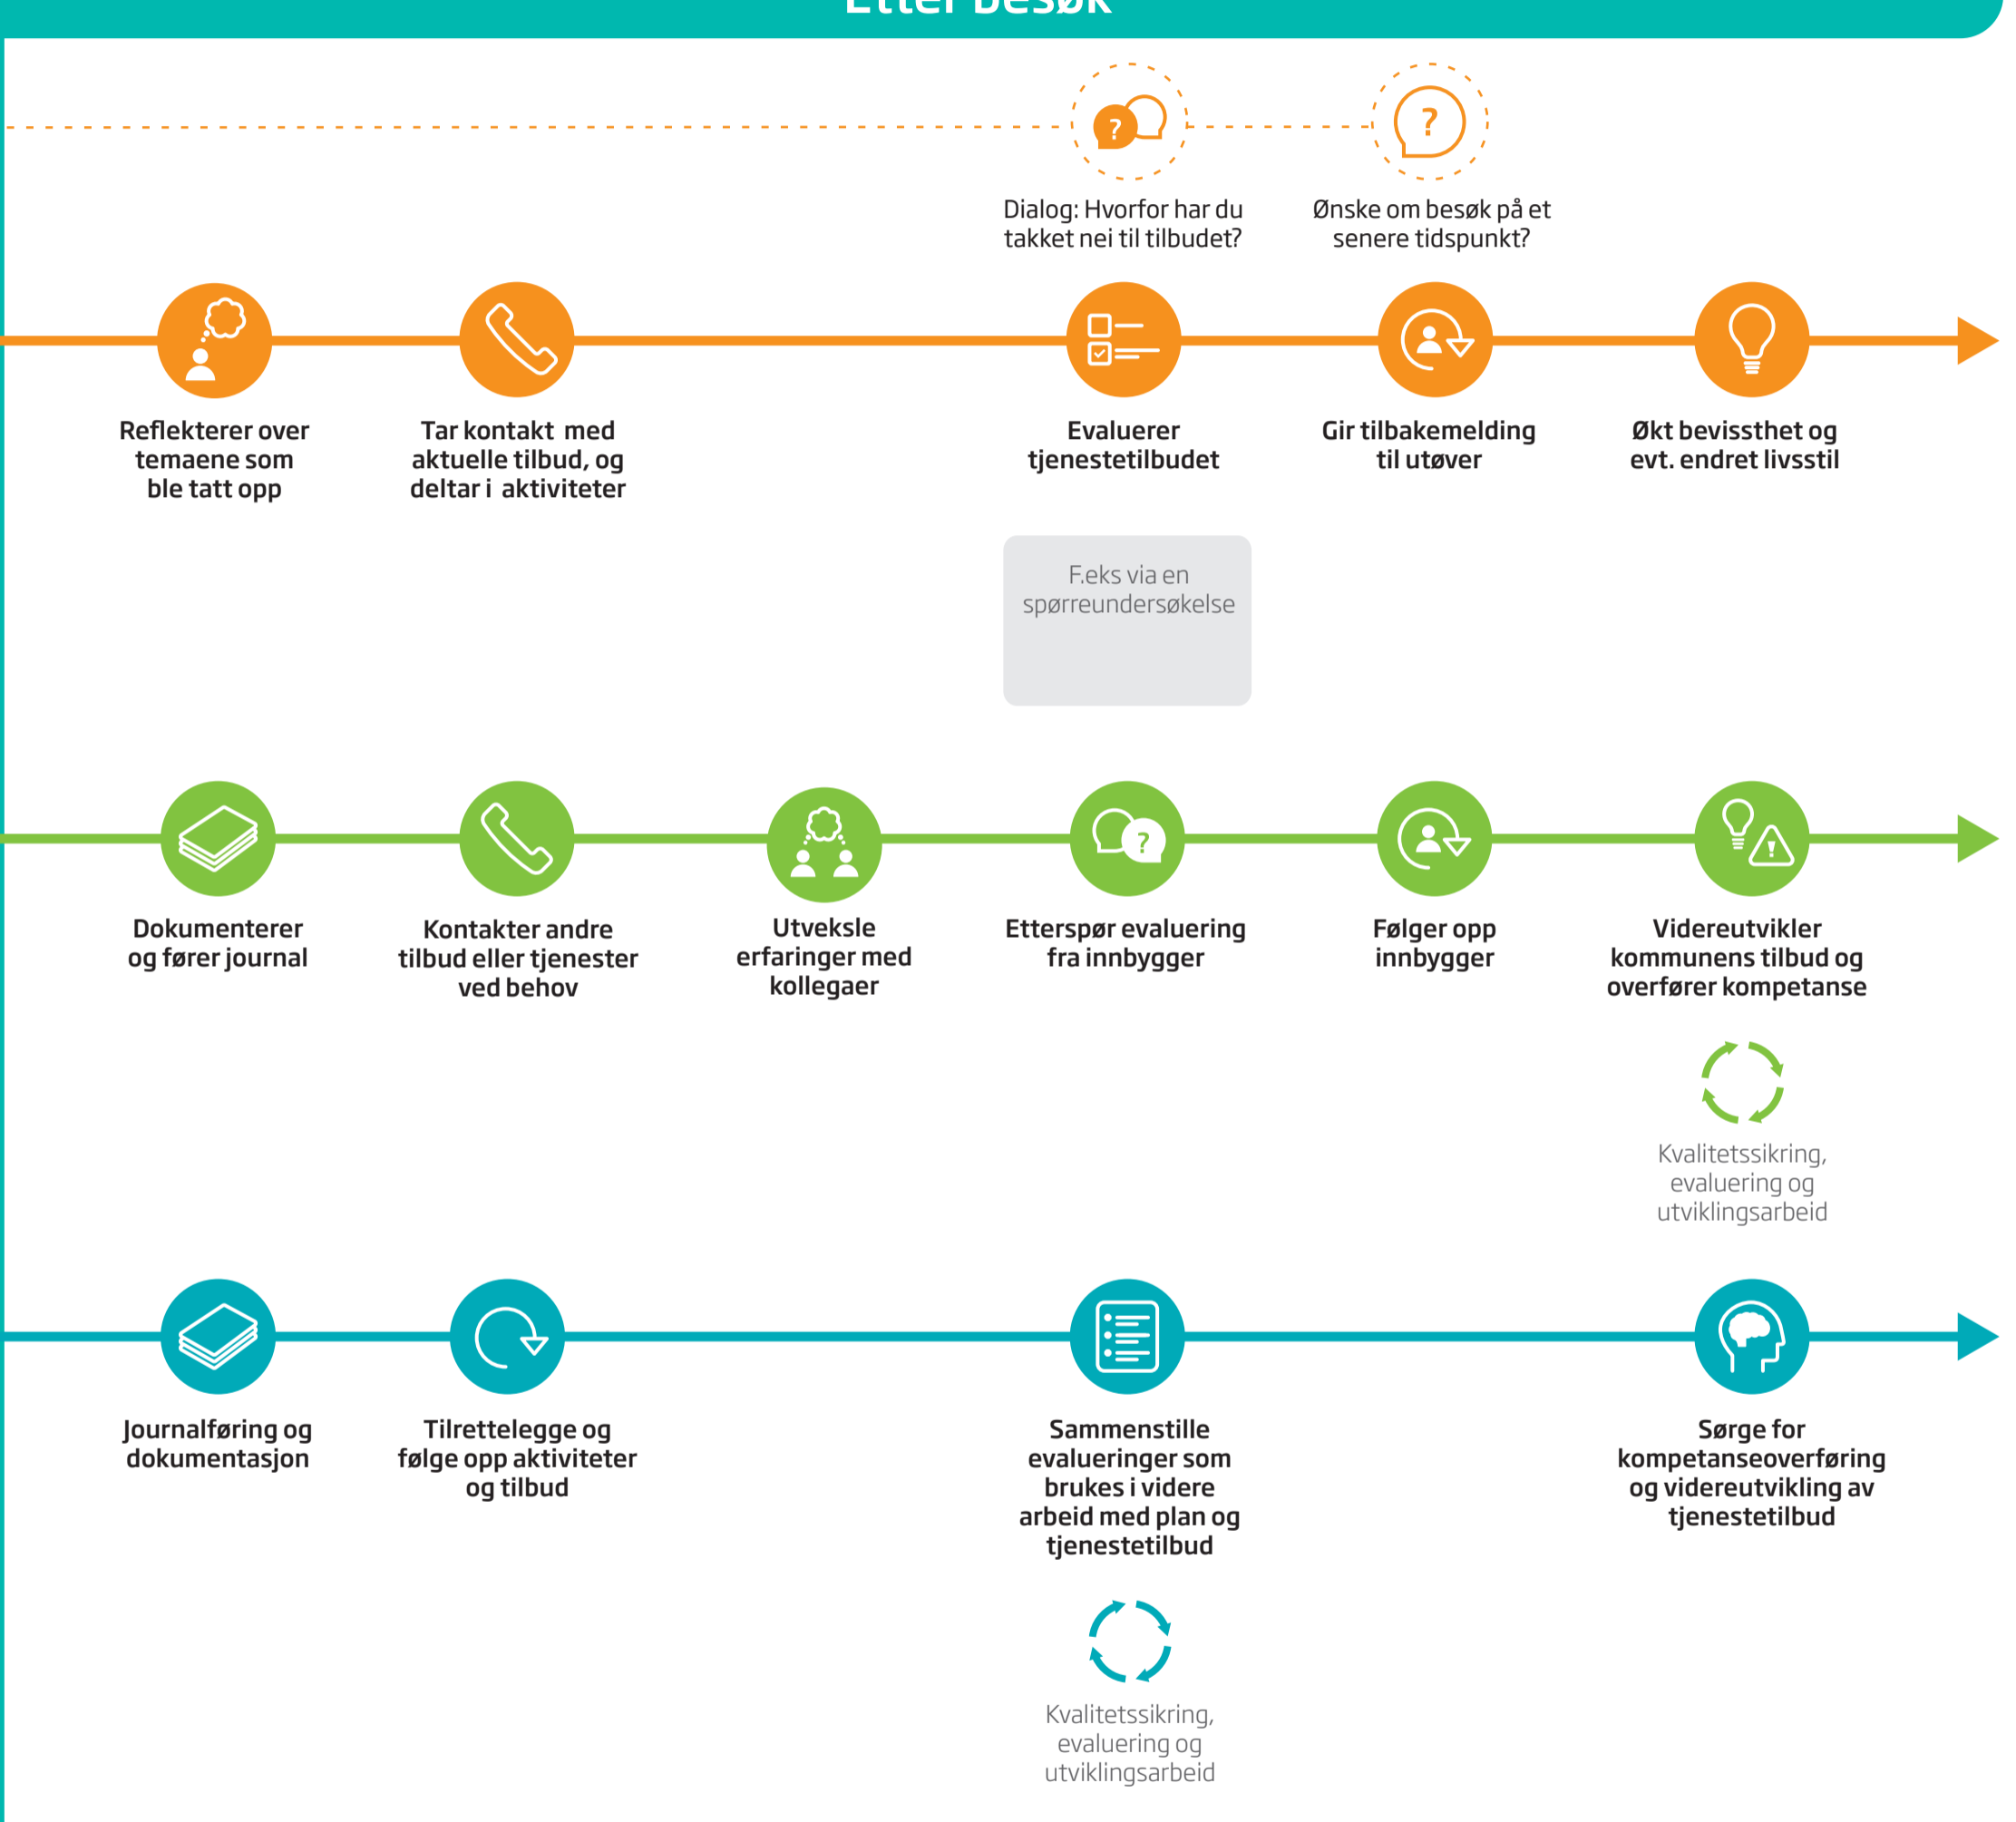 Etter besøk
Dialog: Hvorfor har du
takket nei til tilbudet?
Ønske om besøk på et
senere tidspunkt?
Reflekterer over
temaene som
ble tatt opp
Tar kontakt med
aktuelle tilbud, og
deltar i aktiviteter
Evaluerer
tjenestetilbudet
Gir tilbakemelding
til utøver
Økt bevissthet og
evt. endret livsstil
F.eks via en
spørreundersøkelse
Dokumenterer
og fører journal
Kontakter andre
tilbud eller tjenester
ved behov
Utveksle
erfaringer med
kollegaer
Etterspør evaluering
fra innbygger
Følger opp
innbygger
Videreutvikler
kommunens tilbud og
overfører kompetanse
Kvalitetssikring,
evaluering og
utviklingsarbeid
Journalføring og
dokumentasjon
Tilrettelegge og
følge opp aktiviteter
og tilbud
Sammenstille
evalueringer som
brukes i videre
arbeid med plan og
tjenestetilbud
Sørge for
kompetanseoverføring
og videreutvikling av
tjenestetilbud
Kvalitetssikring,
evaluering og
utviklingsarbeid